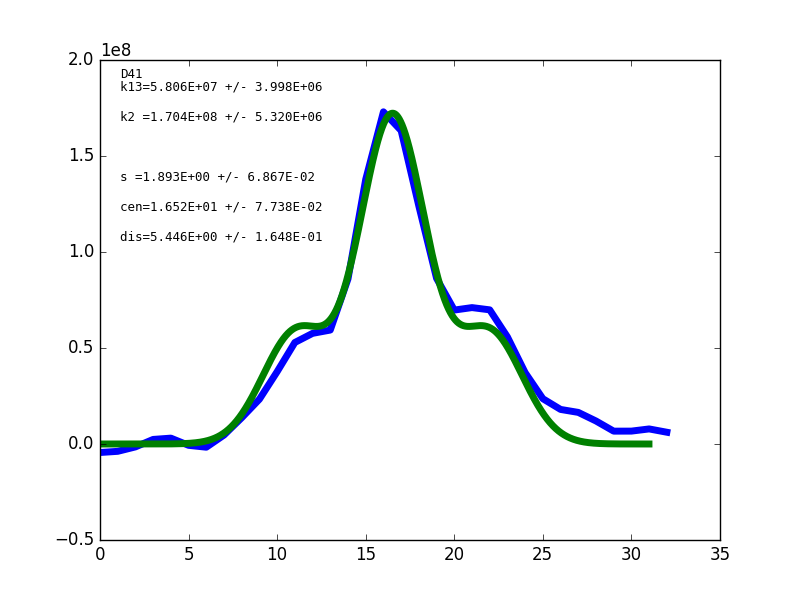 1e8
2.0
D41
k13=5.806E+07 +/- 3.998E+06
k2 =1.704E+08 +/- 5.320E+06
1.5
s =1.893E+00 +/- 6.867E-02
cen=1.652E+01 +/- 7.738E-02
dis=5.446E+00 +/- 1.648E-01
1.0
0.5
0.0
−0.5
0 5 10 15 20 25 30 35